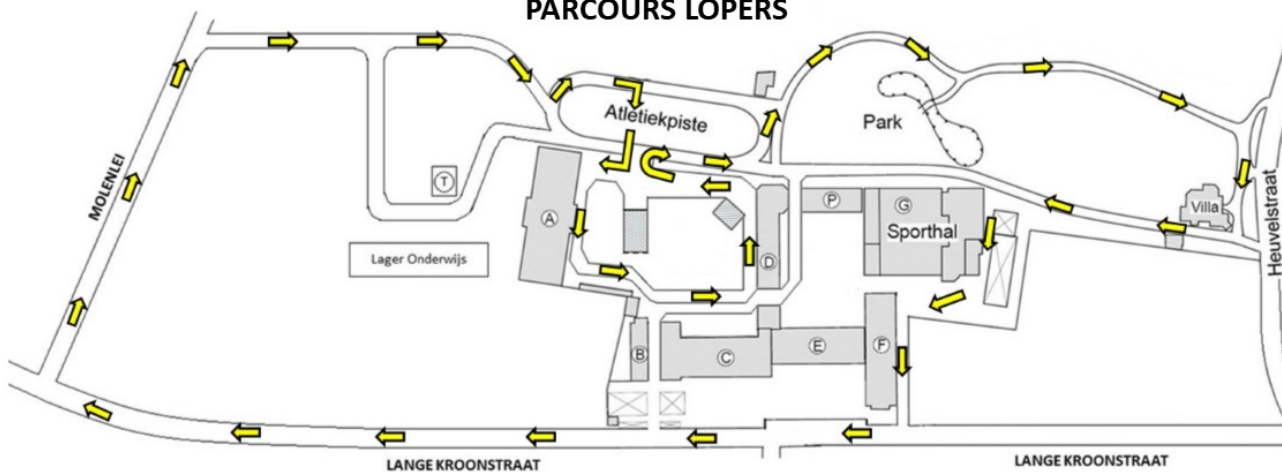 PARCOURS LOPERS
Atletiekpiste
Park
MOLENLEI
T
A
P
G
Villa
Sporthal
Heuvelstraat
Lager Onderwijs
D
B
C
E
F
LANGE KROONSTRAAT
LANGE KROONSTRAAT